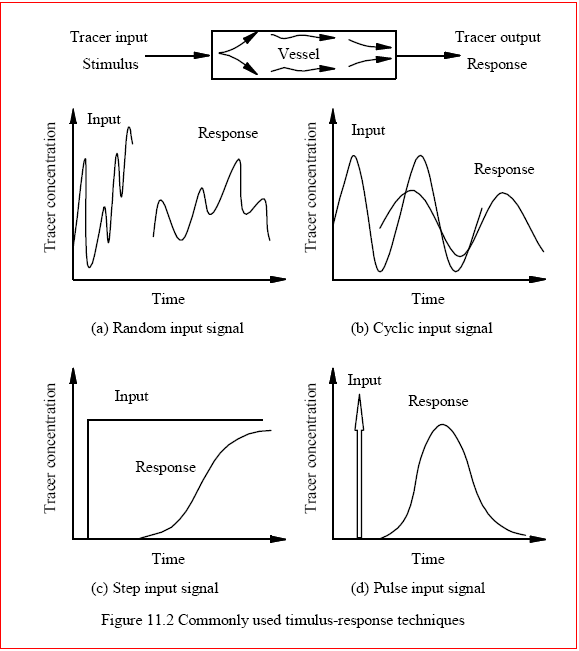 Tracer input
Stimulus
Vessel
Tracer output
Response
Tracer concentration
Input
Response
Time
(a) Random input signal
Tracer concentration
Input
Response
Time
(b) Cyclic input signal
Tracer concentration
Input
Response
Time
(c) Step input signal
Tracer concentration
Input
Response
Time
(d) Pulse input signal
Figure 11.2 Commonly used timulus-response techniques